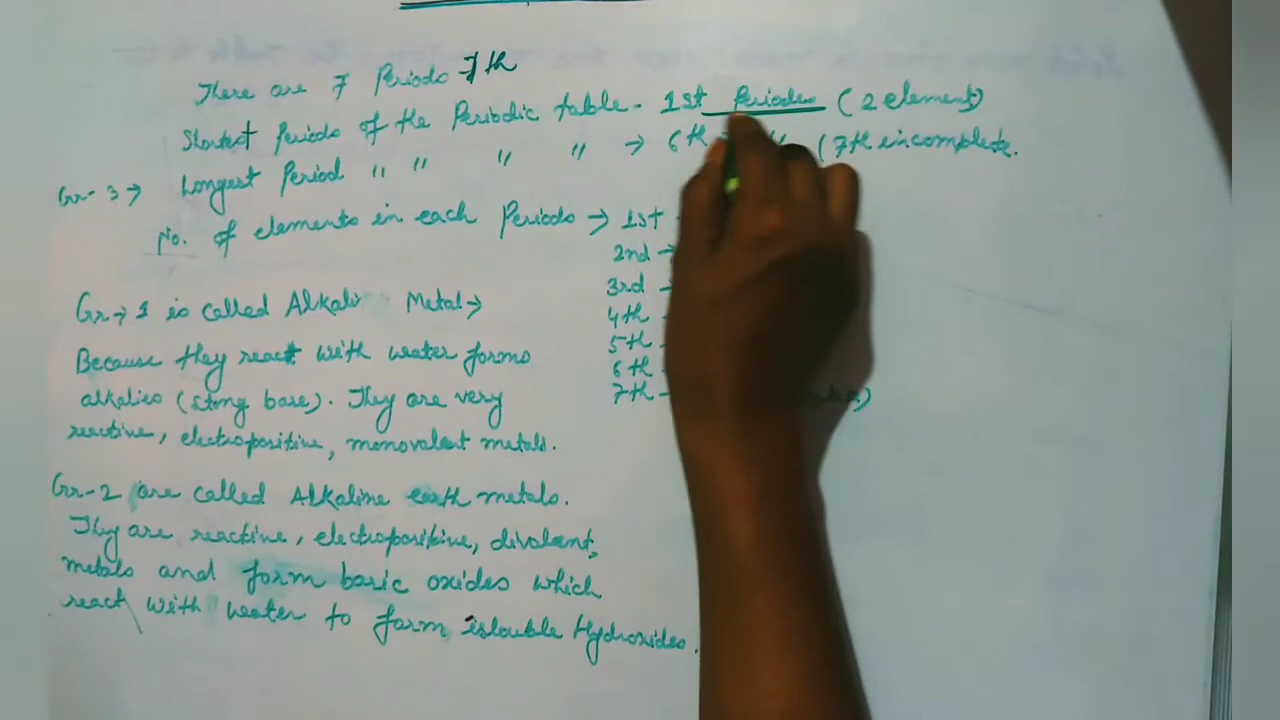 There are 7 Periods 7th
Shortest Periods of the Periodic table - 1st Periodes (2 element)
Gr-3 → Longest Period " " " " → 6th " (7th incomplete.
No. of elements in each Periods → 1st
2nd →
3rd -
4th -
5th -
6th -
7th -
Gr → 1 is called Alkali Metal →
Because they react with water forms
alkalies (stong base). They are very
reactive, electropositive, monovalent metals.
Gr-2 are called Alkaline earth metals.
They are reactive, electropositive, divalent,
metals and form basic oxides which
react with water to form islouble Hydroxides.